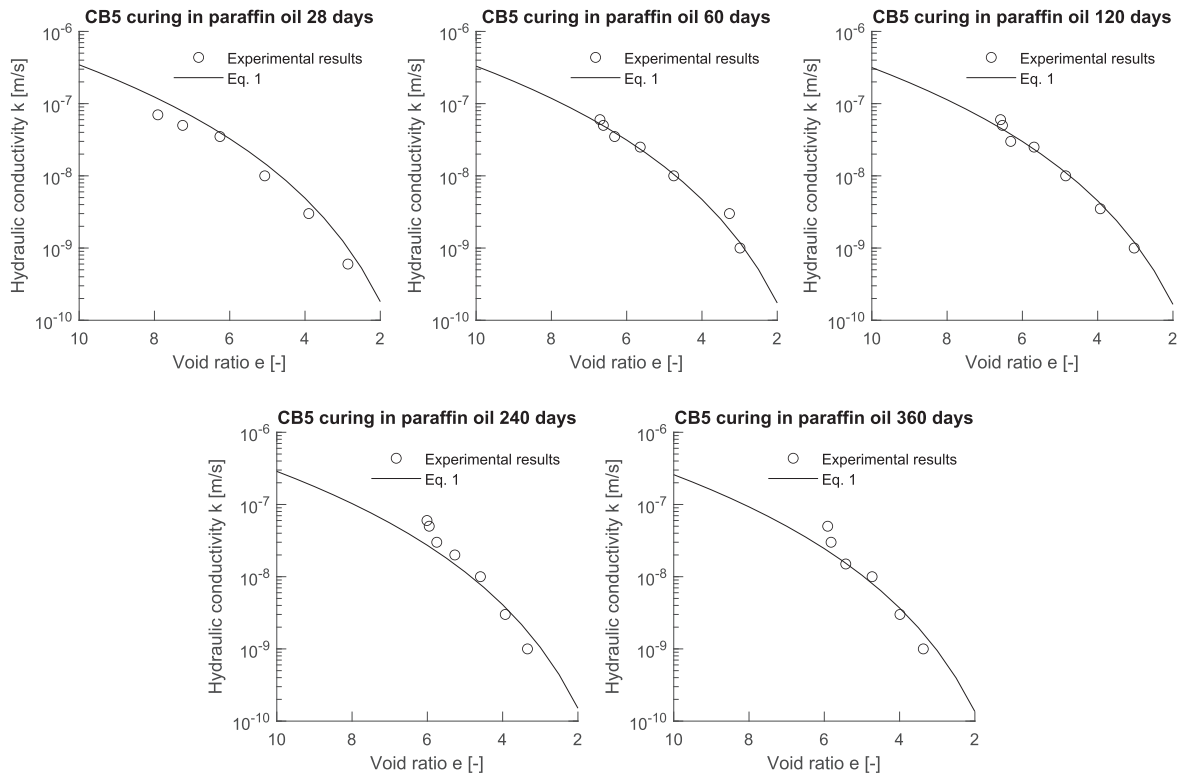 CB5 curing in paraffin oil 28 days
10^-6
10^-7
10^-8
10^-9
10^-10
Hydraulic conductivity k [m/s]
Experimental results
Eq. 1
10 8 6 4 2
Void ratio e [-]
CB5 curing in paraffin oil 60 days
10^-6
10^-7
10^-8
10^-9
10^-10
Hydraulic conductivity k [m/s]
Experimental results
Eq. 1
10 8 6 4 2
Void ratio e [-]
CB5 curing in paraffin oil 120 days
10^-6
10^-7
10^-8
10^-9
10^-10
Hydraulic conductivity k [m/s]
Experimental results
Eq. 1
10 8 6 4 2
Void ratio e [-]
CB5 curing in paraffin oil 240 days
10^-6
10^-7
10^-8
10^-9
10^-10
Hydraulic conductivity k [m/s]
Experimental results
Eq. 1
10 8 6 4 2
Void ratio e [-]
CB5 curing in paraffin oil 360 days
10^-6
10^-7
10^-8
10^-9
10^-10
Hydraulic conductivity k [m/s]
Experimental results
Eq. 1
10 8 6 4 2
Void ratio e [-]